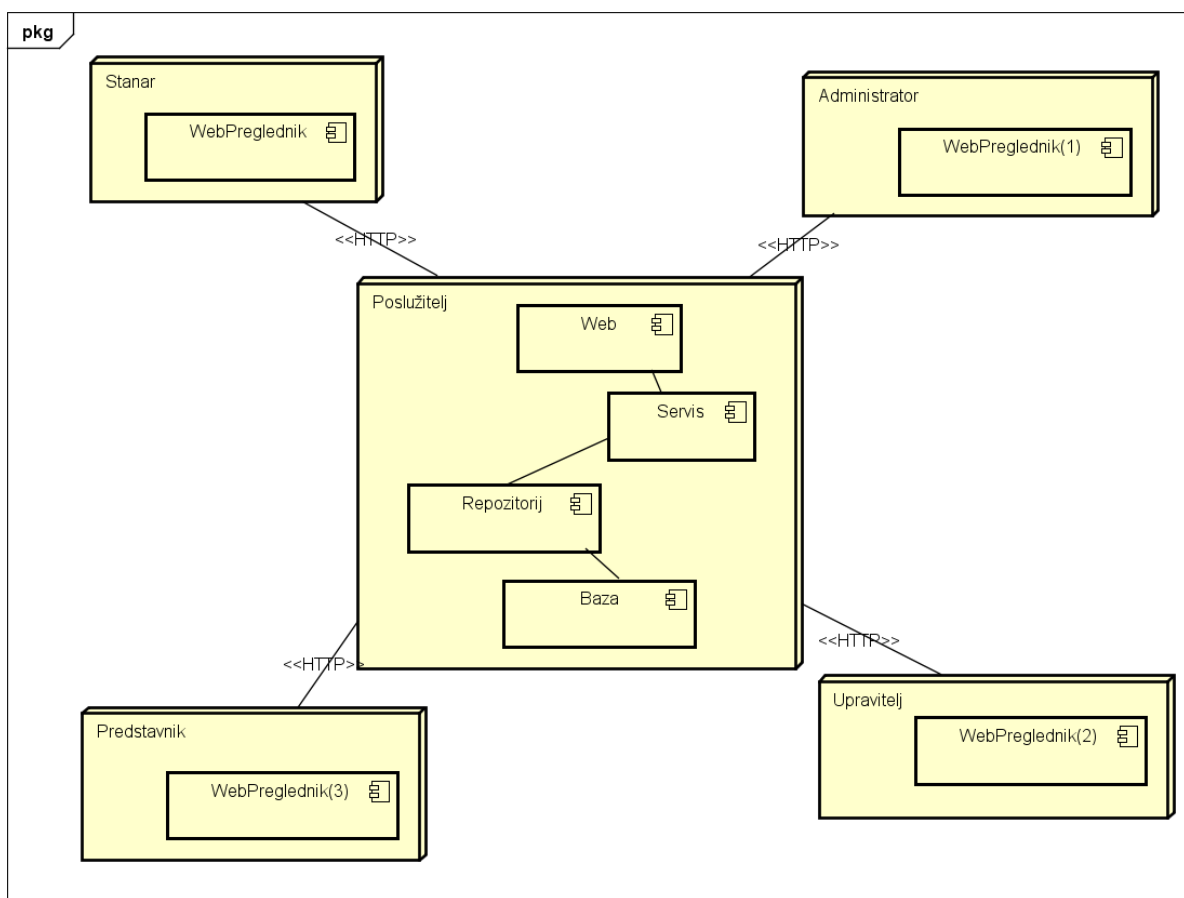 pkg
Stanar
WebPreglednik
Administrator
WebPreglednik(1)
<<HTTP>>
<<HTTP>>
Poslužitelj
Web
Servis
Repozitorij
Baza
<<HTTP>>
<<HTTP>>
Predstavnik
WebPreglednik(3)
Upravitelj
WebPreglednik(2)